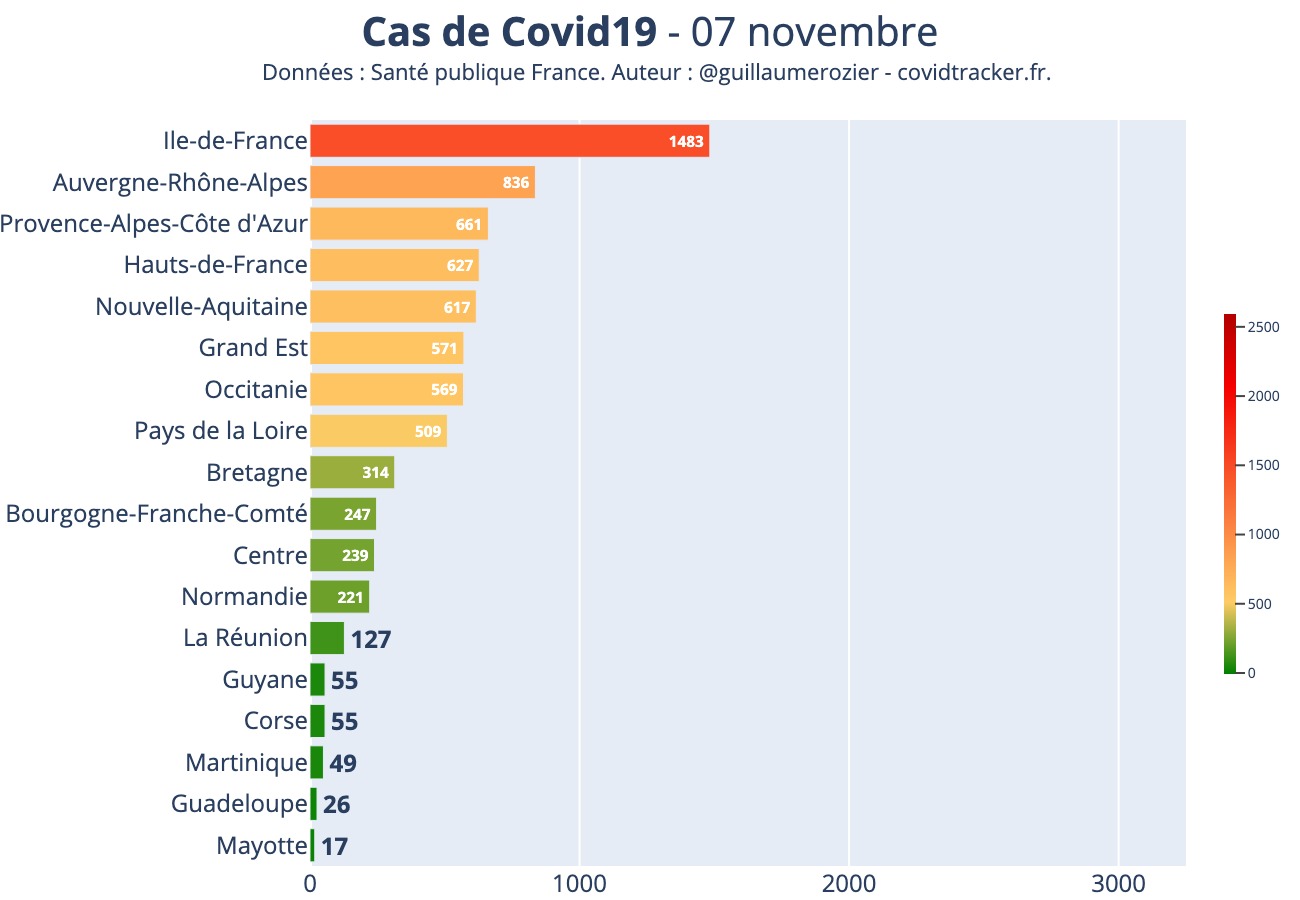 Cas de Covid19 - 07 novembre
Données : Santé publique France. Auteur : @guillaumerozier - covidtracker.fr.
Ile-de-France 1483
Auvergne-Rhône-Alpes 836
Provence-Alpes-Côte d'Azur 661
Hauts-de-France 627
Nouvelle-Aquitaine 617
Grand Est 571
Occitanie 569
Pays de la Loire 509
Bretagne 314
Bourgogne-Franche-Comté 247
Centre 239
Normandie 221
La Réunion 127
Guyane 55
Corse 55
Martinique 49
Guadeloupe 26
Mayotte 17
0 1000 2000 3000
2500
2000
1500
1000
500
0